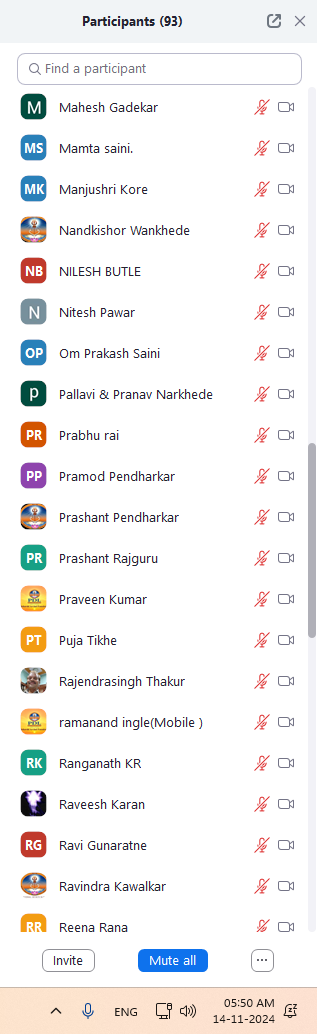 Participants (93)
Find a participant
M Mahesh Gadekar
MS Mamta saini.
MK Manjushri Kore
Nandkishor Wankhede
NB NILESH BUTLE
N Nitesh Pawar
OP Om Prakash Saini
p Pallavi & Pranav Narkhede
PR Prabhu rai
PP Pramod Pendharkar
Prashant Pendharkar
PR Prashant Rajguru
Praveen Kumar
PT Puja Tikhe
Rajendrasingh Thakur
ramanand ingle(Mobile )
RK Ranganath KR
Raveesh Karan
RG Ravi Gunaratne
Ravindra Kawalkar
RR Reena Rana
Invite Mute all ...
ENG 05:50 AM
14-11-2024